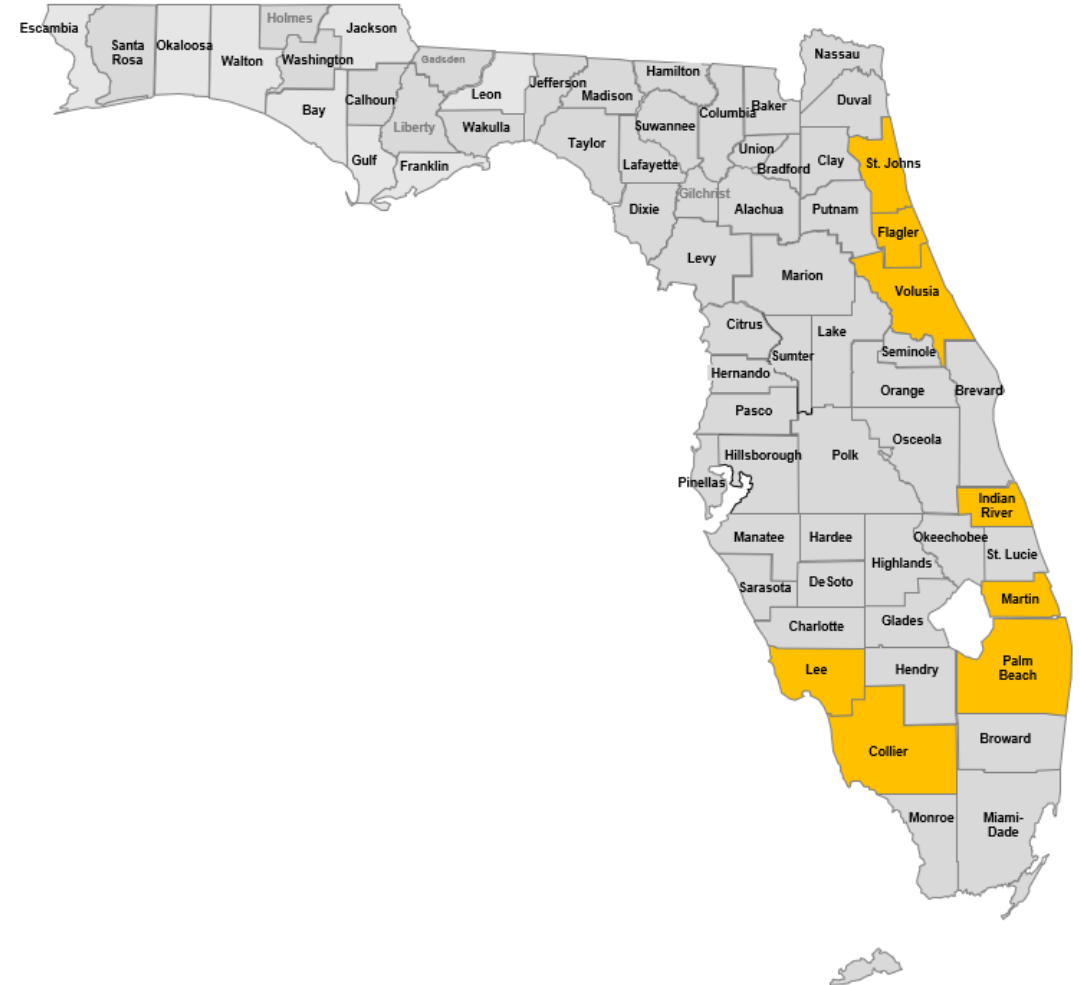 Escambia
Santa
Rosa
Okaloosa
Walton
Holmes
Washington
Jackson
Bay
Calhoun
Gulf
Liberty
Gadsden
Franklin
Leon
Wakulla
Jefferson
Madison
Taylor
Hamilton
Suwannee
Lafayette
Dixie
Columbia
Gilchrist
Baker
Union
Bradford
Alachua
Levy
Nassau
Duval
Clay
St. Johns
Putnam
Flagler
Marion
Volusia
Citrus
Sumter
Lake
Seminole
Hernando
Orange
Brevard
Pasco
Osceola
Hillsborough
Polk
Pinellas
Indian
River
Manatee
Hardee
Okeechobee
Highlands
St. Lucie
Sarasota
DeSoto
Martin
Charlotte
Glades
Lee
Hendry
Palm
Beach
Collier
Broward
Monroe
Miami-
Dade